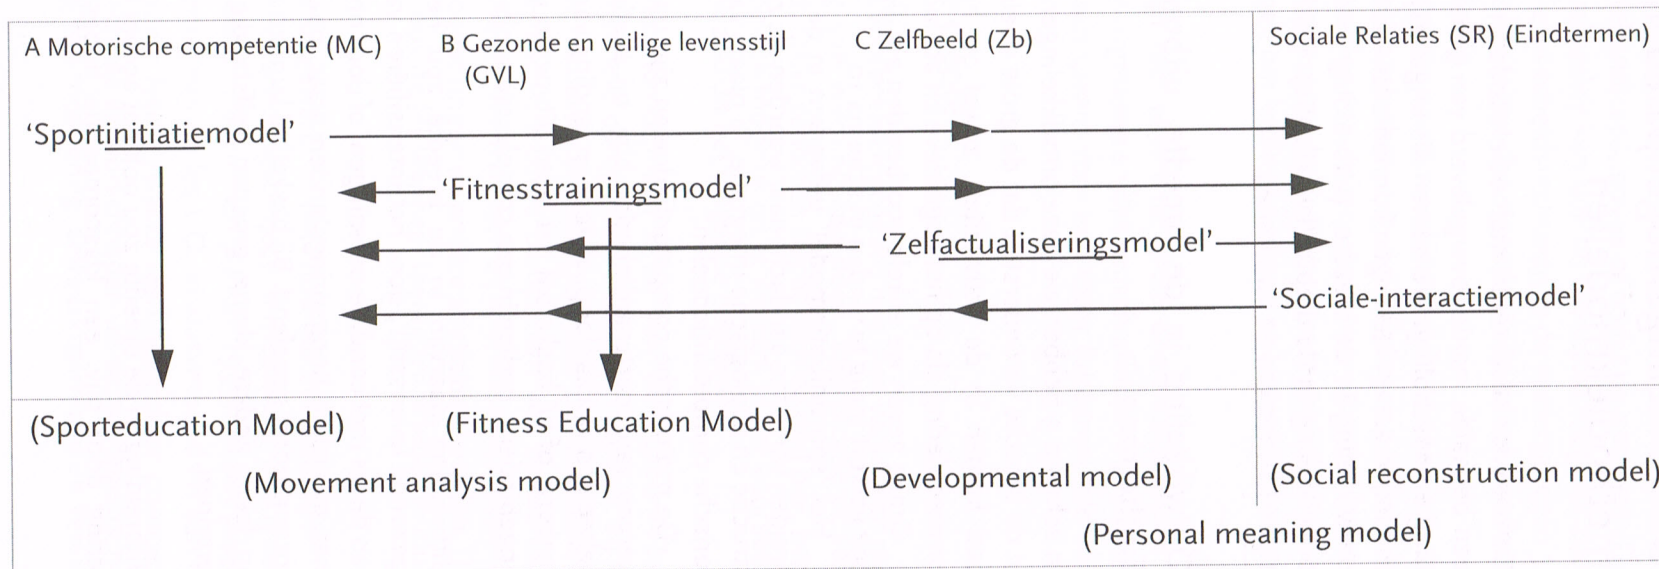 A Motorische competentie (MC)
B Gezonde en veilige levensstijl
(GVL)
C Zelfbeeld (Zb)
Sociale Relaties (SR) (Eindtermen)
‘Sportinitiatiemodel’
‘Fitnesstrainingsmodel’
‘Zelfactualiseringsmodel’
‘Sociale-interactiemodel’
(Sporteducation Model)
(Fitness Education Model)
(Movement analysis model)
(Developmental model)
(Social reconstruction model)
(Personal meaning model)